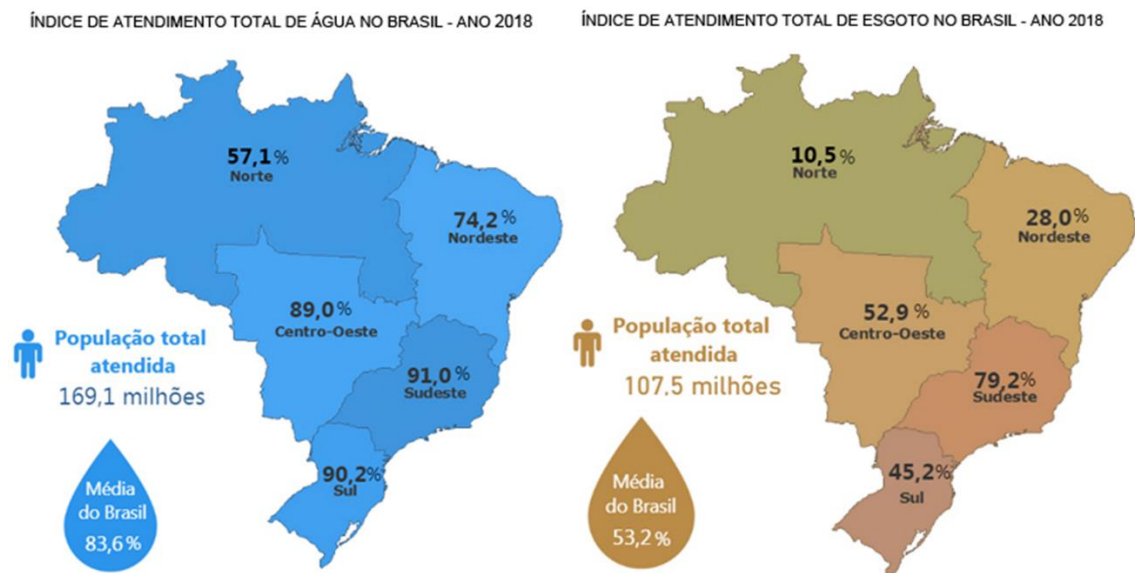 ÍNDICE DE ATENDIMENTO TOTAL DE ÁGUA NO BRASIL - ANO 2018
57,1%
Norte
74,2%
Nordeste
89,0%
Centro-Oeste
População total
atendida
169,1 milhões
91,0%
Sudeste
90,2%
Sul
Média
do Brasil
83,6%
ÍNDICE DE ATENDIMENTO TOTAL DE ESGOTO NO BRASIL - ANO 2018
10,5%
Norte
28,0%
Nordeste
52,9%
Centro-Oeste
População total
atendida
107,5 milhões
79,2%
Sudeste
45,2%
Sul
Média
do Brasil
53,2%